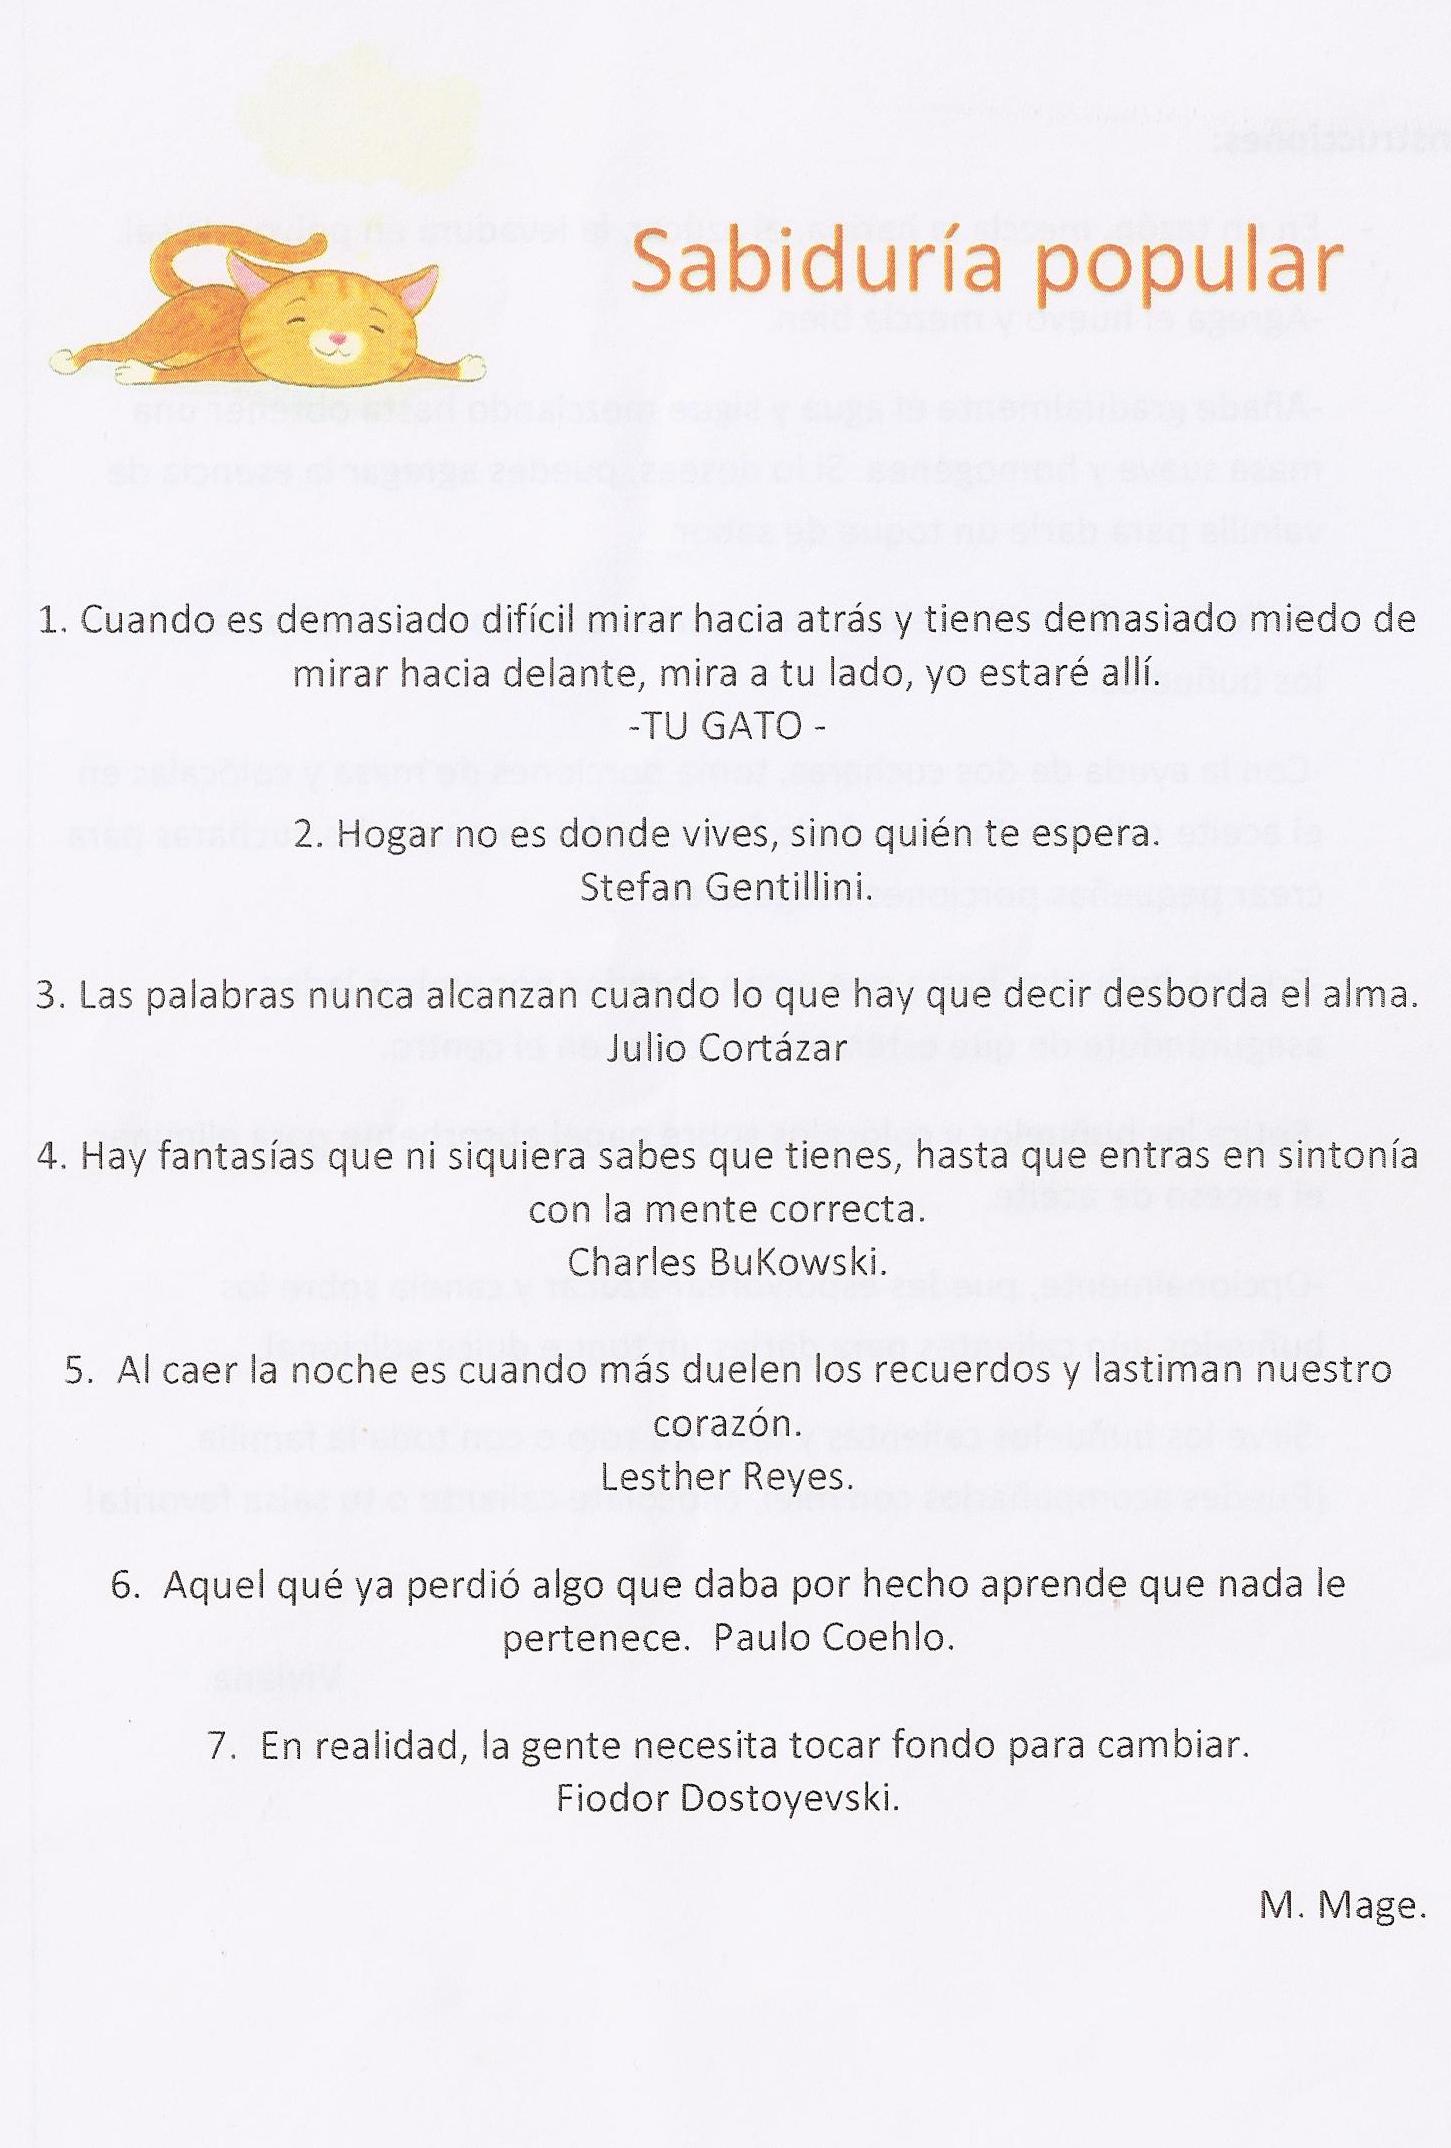 Sabiduría popular
1. Cuando es demasiado difícil mirar hacia atrás y tienes demasiado miedo de
mirar hacia delante, mira a tu lado, yo estaré allí.
-TU GATO -
2. Hogar no es donde vives, sino quién te espera.
Stefan Gentillini.
3. Las palabras nunca alcanzan cuando lo que hay que decir desborda el alma.
Julio Cortázar
4. Hay fantasías que ni siquiera sabes que tienes, hasta que entras en sintonía
con la mente correcta.
Charles BuKowski.
5. Al caer la noche es cuando más duelen los recuerdos y lastiman nuestro
corazón.
Lesther Reyes.
6. Aquel qué ya perdió algo que daba por hecho aprende que nada le
pertenece. Paulo Coehlo.
7. En realidad, la gente necesita tocar fondo para cambiar.
Fiodor Dostoyevski.
M. Mage.